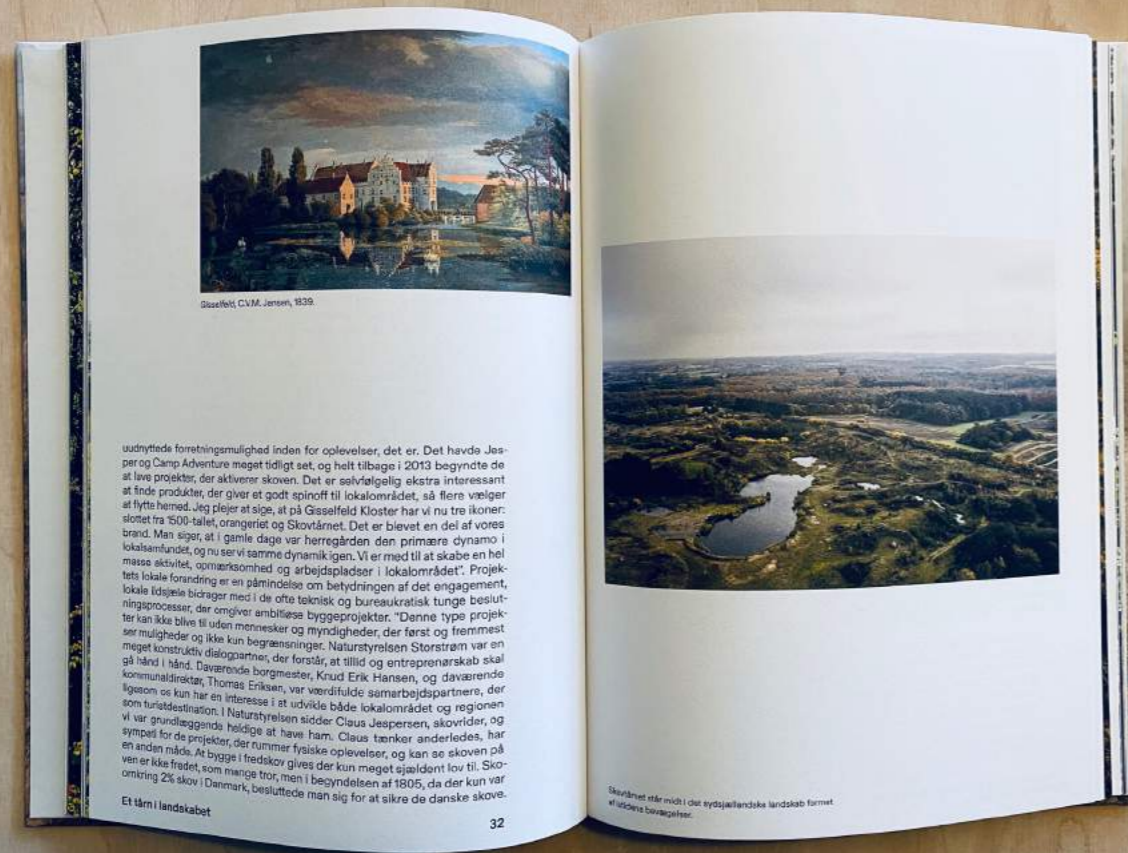 Gisselfeld, C.V.M. Jensen, 1839.
uudnyttede forretningsmulighed inden for oplevelser, det er. Det havde Jes-
per og Camp Adventure meget tidligt set, og helt tilbage i 2013 begyndte de
at lave projekter, der aktiverer skoven. Det er selvfølgelig ekstra interessant
at finde produkter, der giver et godt spinoff til lokalområdet, så flere vælger
at flytte herned. Jeg plejer at sige, at på Gisselfeld Kloster har vi nu tre ikoner:
slottet fra 1500-tallet, orangeriet og Skovtårnet. Det er blevet en del af vores
brand. Man siger, at i gamle dage var herregården den primære dynamo i
lokalsamfundet, og nu ser vi samme dynamik igen. Vi er med til at skabe en hel
masse aktivitet, opmærksomhed og arbejdspladser i lokalområdet”. Projek-
tets lokale forandring er en påmindelse om betydningen af det engagement,
lokale ildsjæle bidrager med i de ofte teknisk og bureaukratisk tunge beslut-
ningsprocesser, der omgiver ambitiøse byggeprojekter. “Denne type projek-
ter kan ikke blive til uden mennesker og myndigheder, der først og fremmest
ser muligheder og ikke kun begrænsninger. Naturstyrelsen Storstrøm var en
meget konstruktiv dialogpartner, der forstår, at tillid og entreprenørskab skal
gå hånd i hånd. Daværende borgmester, Knud Erik Hansen, og daværende
kommunaldirektør, Thomas Eriksen, var værdifulde samarbejdspartnere, der
ligesom os kun har en interesse i at udvikle både lokalområdet og regionen
som turistdestination. I Naturstyrelsen sidder Claus Jespersen, skovrider, og
vi var grundlæggende heldige at have ham. Claus tænker anderledes, har
sympati for de projekter, der rummer fysiske oplevelser, og kan se skoven på
en anden måde. At bygge i fredskov gives der kun meget sjældent lov til. Sko-
ven er ikke fredet, som mange tror, men i begyndelsen af 1805, da der kun var
omkring 2% skov i Danmark, besluttede man sig for at sikre de danske skove.
Et tårn i landskabet
32
Skovtårnet står midt i det sydsjællandske landskab formet
af istidens bevægelser.